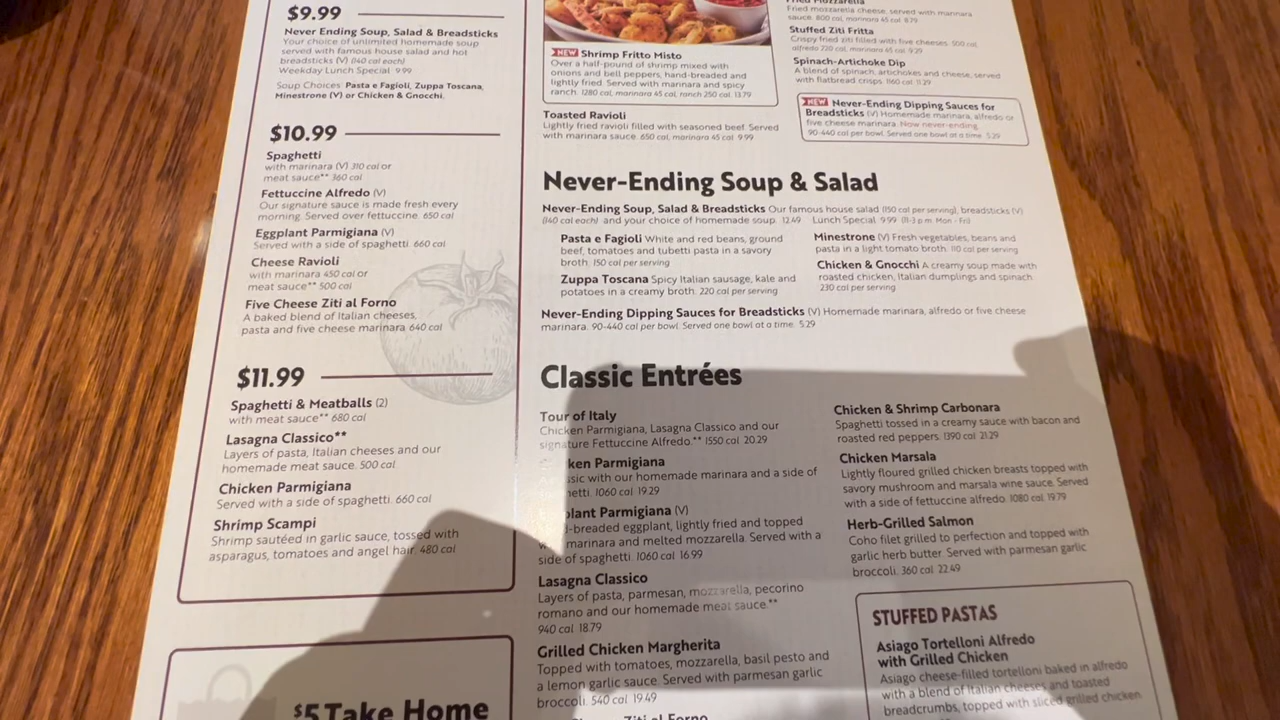 $9.99
Never Ending Soup, Salad & Breadsticks
Your choice of unlimited homemade soup
served with famous house salad and hot
breadsticks (V) (140 cal each)
Weekday Lunch Special 9.99
Soup Choices: Pasta e Fagioli, Zuppa Toscana,
Minestrone (V) or Chicken & Gnocchi.
$10.99
Spaghetti
with marinara (V) 310 cal or
meat sauce** 360 cal
Fettuccine Alfredo (V)
Our signature sauce is made fresh every
morning. Served over fettuccine. 650 cal
Eggplant Parmigiana (V)
Served with a side of spaghetti. 660 cal
Cheese Ravioli
with marinara 450 cal or
meat sauce** 500 cal
Five Cheese Ziti al Forno
A baked blend of Italian cheeses,
pasta and five cheese marinara 640 cal
$11.99
Spaghetti & Meatballs (2)
with meat sauce** 680 cal
Lasagna Classico**
Layers of pasta, Italian cheeses and our
homemade meat sauce. 500 cal
Chicken Parmigiana
Served with a side of spaghetti. 660 cal
Shrimp Scampi
Shrimp sautéed in garlic sauce, tossed with
asparagus, tomatoes and angel hair. 480 cal
$5 Take Home
NEW Shrimp Fritto Misto
Over a half-pound of shrimp mixed with
onions and bell peppers, hand-breaded and
lightly fried. Served with marinara and spicy
ranch. 1280 cal, marinara 45 cal, ranch 250 cal 13.79
Toasted Ravioli
Lightly fried ravioli filled with seasoned beef. Served
with marinara sauce. 650 cal, marinara 45 cal 9.99
Fried Mozzarella
Fried mozzarella cheese, served with marinara
sauce. 800 cal, marinara 45 cal 8.79
Stuffed Ziti Fritta
Crispy fried ziti filled with five cheeses. 500 cal,
alfredo 220 cal, marinara 45 cal 9.29
Spinach-Artichoke Dip
A blend of spinach, artichokes and cheese, served
with flatbread crisps. 1160 cal 11.29
NEW Never-Ending Dipping Sauces for
Breadsticks (V) Homemade marinara, alfredo or
five cheese marinara. Now never-ending.
90-440 cal per bowl. Served one bowl at a time. 5.29
Never-Ending Soup & Salad
Never-Ending Soup, Salad & Breadsticks Our famous house salad (150 cal per serving), breadsticks (V)
(140 cal each) and your choice of homemade soup. 12.49 Lunch Special 9.99 (11-3 p.m. Mon - Fri)
Pasta e Fagioli White and red beans, ground
beef, tomatoes and tubetti pasta in a savory
broth. 150 cal per serving
Zuppa Toscana Spicy Italian sausage, kale and
potatoes in a creamy broth. 220 cal per serving
Minestrone (V) Fresh vegetables, beans and
pasta in a light tomato broth. 110 cal per serving
Chicken & Gnocchi A creamy soup made with
roasted chicken, Italian dumplings and spinach.
230 cal per serving
Never-Ending Dipping Sauces for Breadsticks (V) Homemade marinara, alfredo or five cheese
marinara. 90-440 cal per bowl. Served one bowl at a time. 5.29
Classic Entrées
Tour of Italy
Chicken Parmigiana, Lasagna Classico and our
signature Fettuccine Alfredo.** 1550 cal 20.29
ken Parmigiana
sic with our homemade marinara and a side of
etti. 1060 cal 19.29
plant Parmigiana (V)
d-breaded eggplant, lightly fried and topped
w marinara and melted mozzarella. Served with a
side of spaghetti. 1060 cal 16.99
Lasagna Classico
Layers of pasta, parmesan, mozzarella, pecorino
romano and our homemade meat sauce.**
940 cal 18.79
Grilled Chicken Margherita
Topped with tomatoes, mozzarella, basil pesto and
a lemon garlic sauce. Served with parmesan garlic
broccoli. 540 cal 19.49
Ziti al Forno
Chicken & Shrimp Carbonara
Spaghetti tossed in a creamy sauce with bacon and
roasted red peppers. 1390 cal 21.29
Chicken Marsala
Lightly floured grilled chicken breasts topped with
savory mushroom and marsala wine sauce. Served
with a side of fettuccine alfredo. 1080 cal 19.79
Herb-Grilled Salmon
Coho filet grilled to perfection and topped with
garlic herb butter. Served with parmesan garlic
broccoli. 360 cal 22.49
STUFFED PASTAS
Asiago Tortelloni Alfredo
with Grilled Chicken
Asiago cheese-filled tortelloni baked in alfredo
with a blend of Italian cheeses and toasted
breadcrumbs, topped with sliced grilled chicken